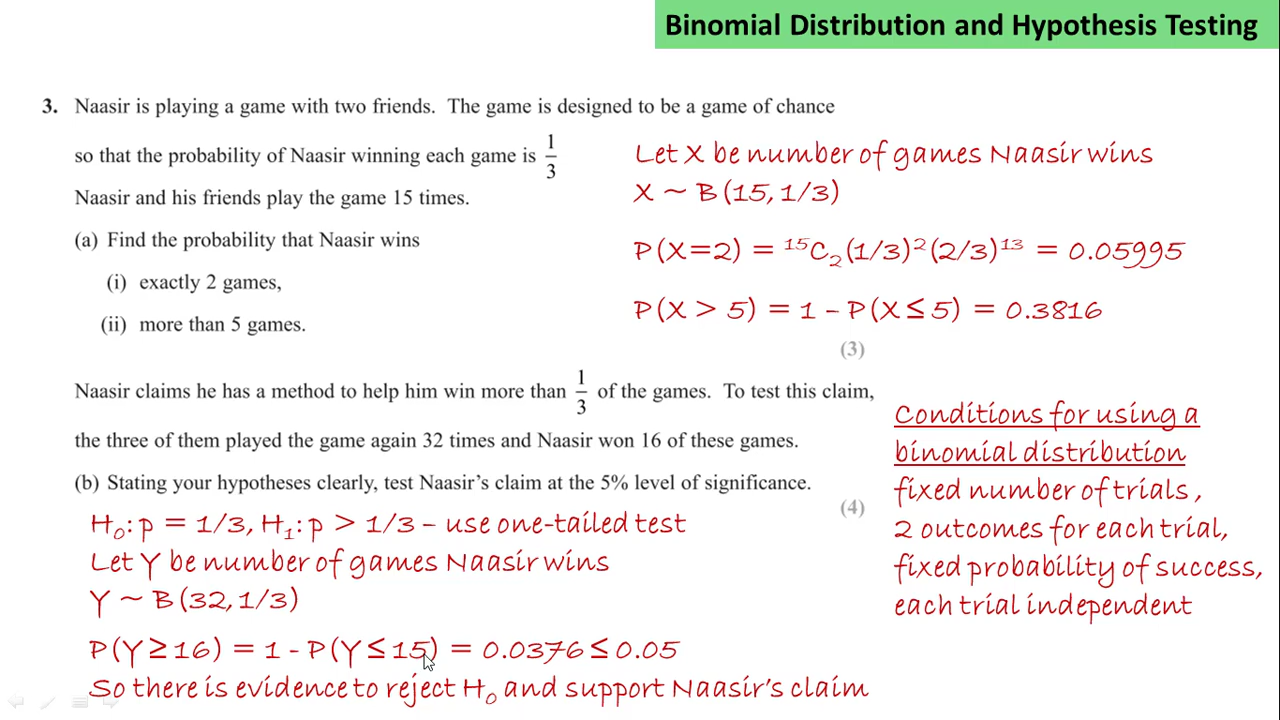 Binomial Distribution and Hypothesis Testing
3. Naasir is playing a game with two friends. The game is designed to be a game of chance
so that the probability of Naasir winning each game is 1/3
Naasir and his friends play the game 15 times.
(a) Find the probability that Naasir wins
(i) exactly 2 games,
(ii) more than 5 games.
Let X be number of games Naasir wins
X ~ B(15, 1/3)
P(X=2) = ¹⁵C₂(1/3)²(2/3)¹³ = 0.05995
P(X > 5) = 1 - P(X ≤ 5) = 0.3816
(3)
Naasir claims he has a method to help him win more than 1/3 of the games. To test this claim,
the three of them played the game again 32 times and Naasir won 16 of these games.
(b) Stating your hypotheses clearly, test Naasir's claim at the 5% level of significance.
(4)
H₀: p = 1/3, H₁: p > 1/3 – use one-tailed test
Let Y be number of games Naasir wins
Y ~ B(32, 1/3)
P(Y ≥ 16) = 1 - P(Y ≤ 15) = 0.0376 ≤ 0.05
So there is evidence to reject H₀ and support Naasir's claim
Conditions for using a
binomial distribution
fixed number of trials,
2 outcomes for each trial,
fixed probability of success,
each trial independent